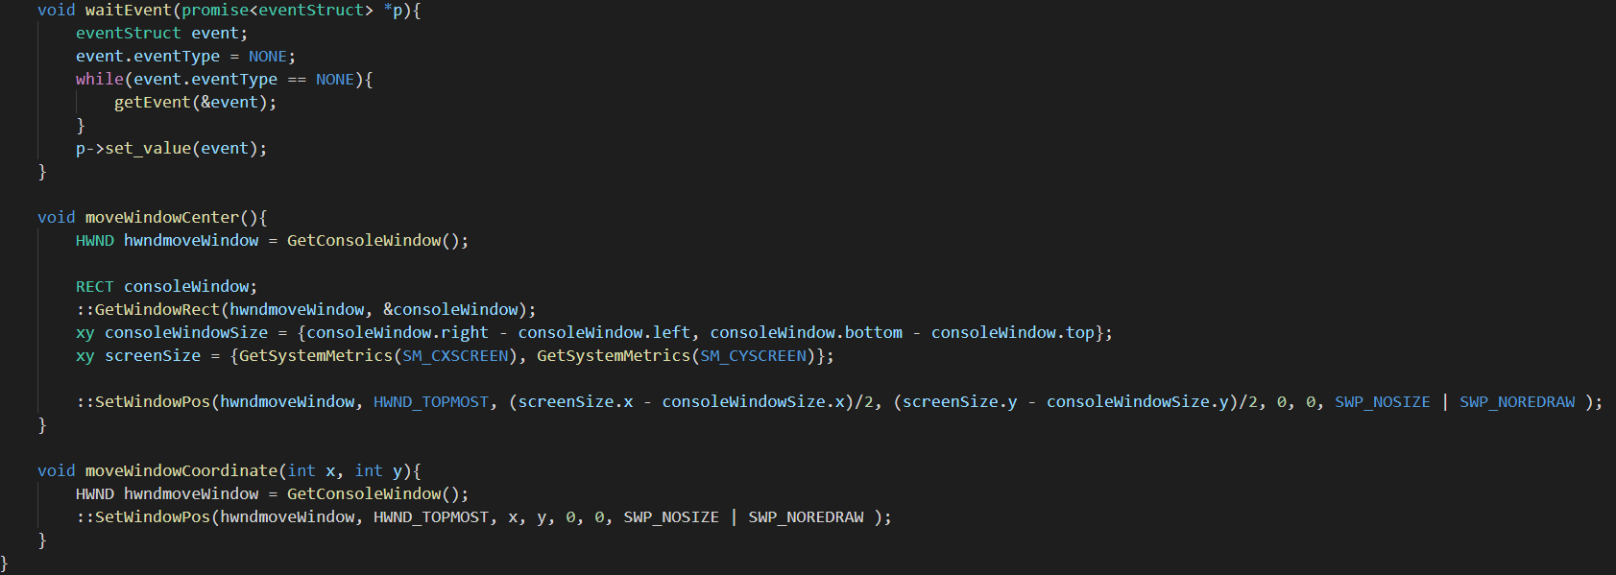 void waitEvent(promise<eventStruct> *p){
eventStruct event;
event.eventType = NONE;
while(event.eventType == NONE){
getEvent(&event);
}
p->set_value(event);
}
void moveWindowCenter(){
HWND hwndmoveWindow = GetConsoleWindow();
RECT consoleWindow;
::GetWindowRect(hwndmoveWindow, &consoleWindow);
xy consoleWindowSize = {consoleWindow.right - consoleWindow.left, consoleWindow.bottom - consoleWindow.top};
xy screenSize = {GetSystemMetrics(SM_CXSCREEN), GetSystemMetrics(SM_CYSCREEN)};
::SetWindowPos(hwndmoveWindow, HWND_TOPMOST, (screenSize.x - consoleWindowSize.x)/2, (screenSize.y - consoleWindowSize.y)/2, 0, 0, SWP_NOSIZE | SWP_NOREDRAW );
}
void moveWindowCoordinate(int x, int y){
HWND hwndmoveWindow = GetConsoleWindow();
::SetWindowPos(hwndmoveWindow, HWND_TOPMOST, x, y, 0, 0, SWP_NOSIZE | SWP_NOREDRAW );
}
}